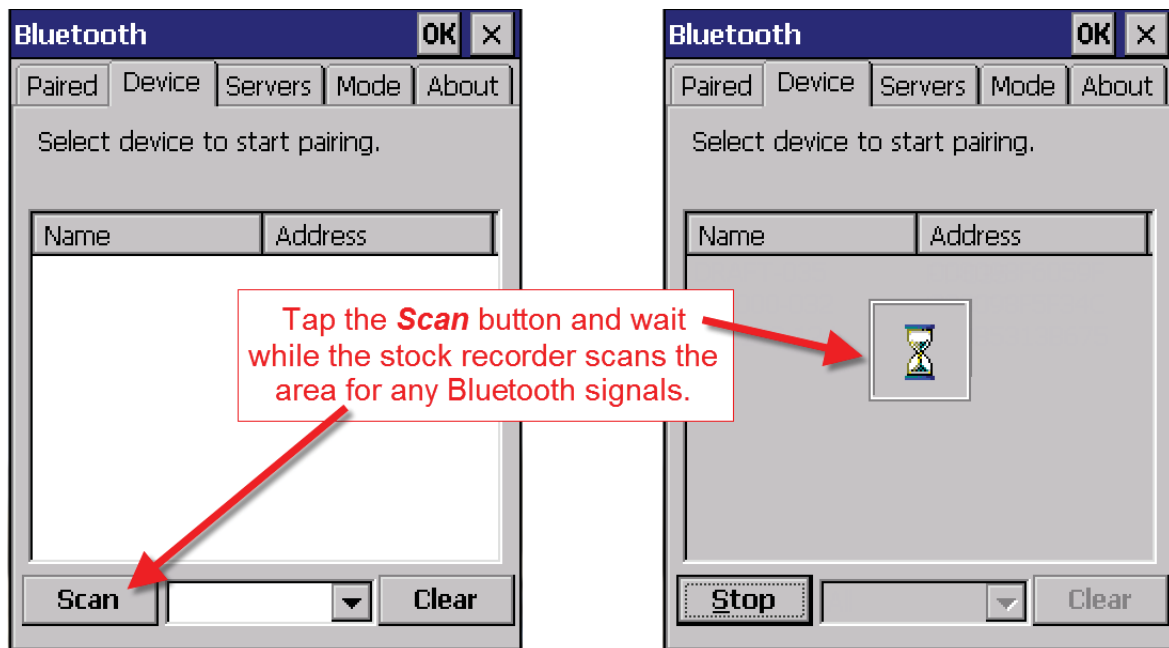 Bluetooth OK ×
Paired Device Servers Mode About
Select device to start pairing.
Name Address
Scan Clear
Tap the Scan button and wait
while the stock recorder scans the
area for any Bluetooth signals.
Bluetooth OK ×
Paired Device Servers Mode About
Select device to start pairing.
Name Address
Stop Clear